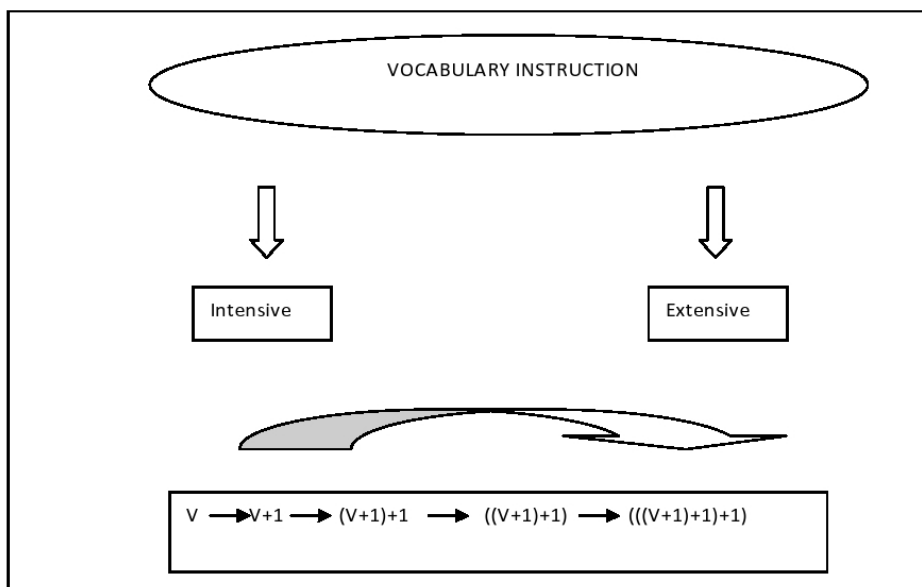 VOCABULARY INSTRUCTION
Intensive
Extensive
V V+1 (V+1)+1 ((V+1)+1) (((V+1)+1)+1)